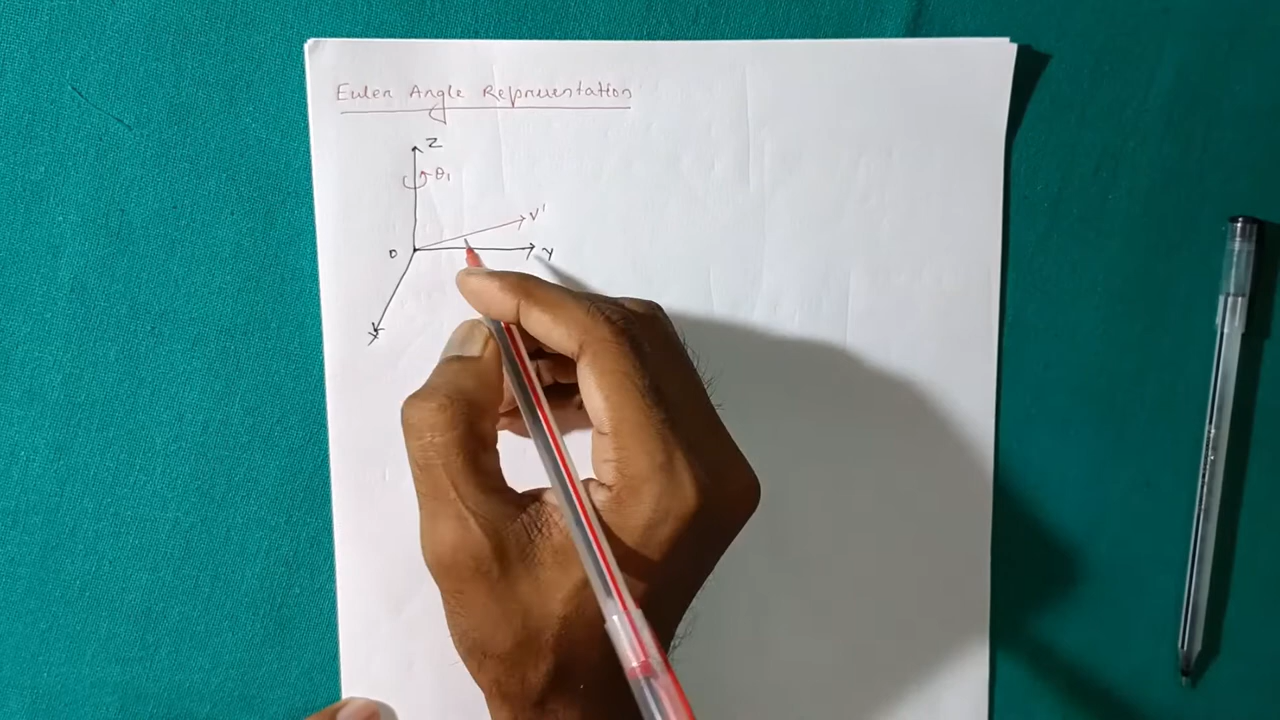 Euler Angle Representation
Z
θ₁
V'
O
Y
X